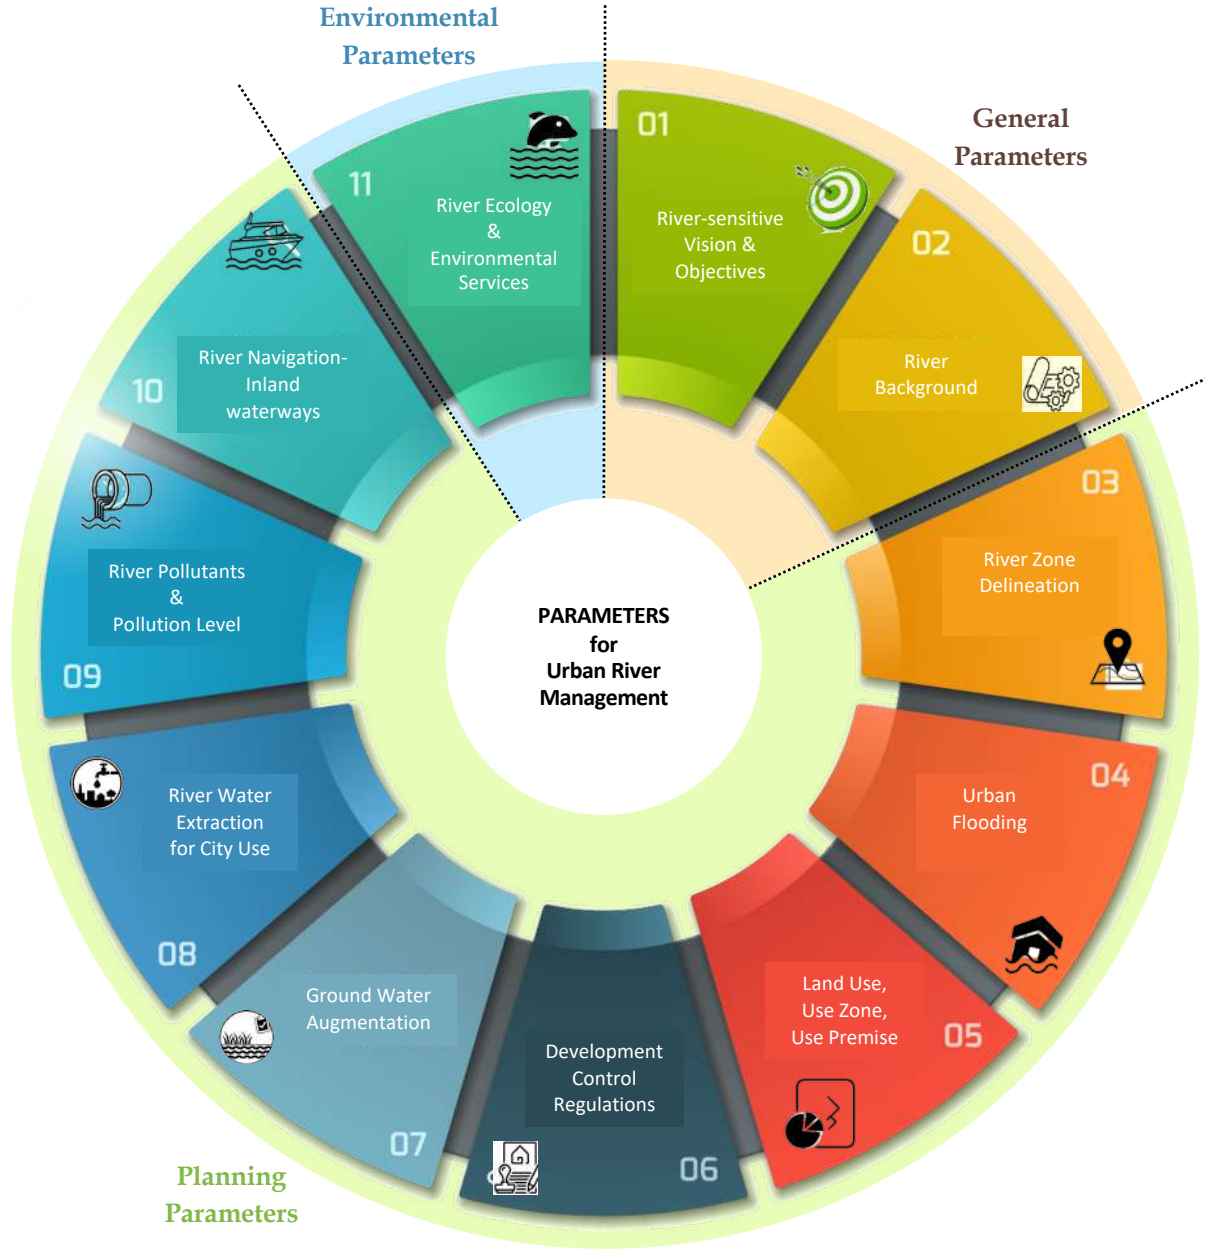 Environmental
Parameters
General
Parameters
01
River-sensitive
Vision &
Objectives
02
River
Background
03
River Zone
Delineation
04
Urban
Flooding
05
Land Use,
Use Zone,
Use Premise
06
Development
Control
Regulations
07
Ground Water
Augmentation
08
River Water
Extraction
for City Use
09
River Pollutants
&
Pollution Level
10
River Navigation-
Inland
waterways
11
River Ecology
&
Environmental
Services
PARAMETERS
for
Urban River
Management
Planning
Parameters